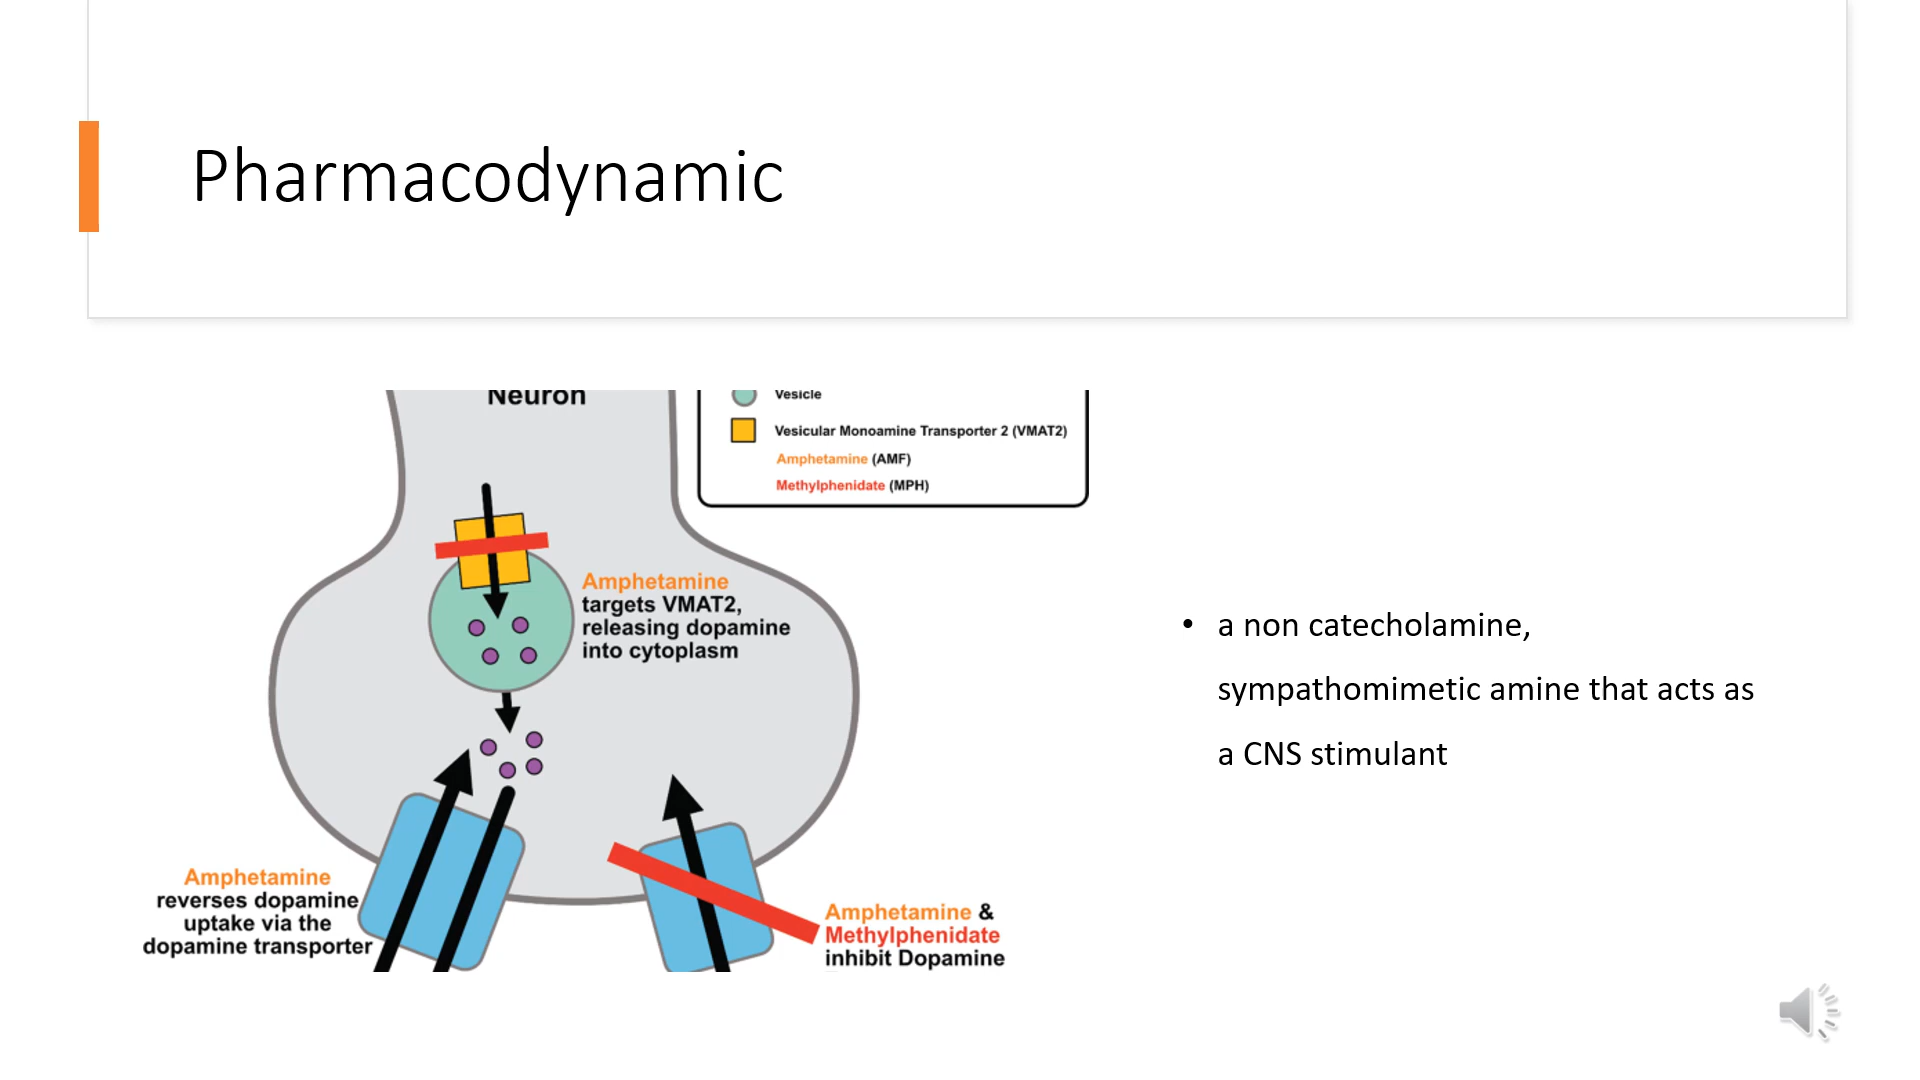 Pharmacodynamic
Neuron
Vesicle
Vesicular Monoamine Transporter 2 (VMAT2)
Amphetamine (AMF)
Methylphenidate (MPH)
Amphetamine
targets VMAT2,
releasing dopamine
into cytoplasm
Amphetamine
reverses dopamine
uptake via the
dopamine transporter
Amphetamine &
Methylphenidate
inhibit Dopamine
• a non catecholamine,
sympathomimetic amine that acts as
a CNS stimulant